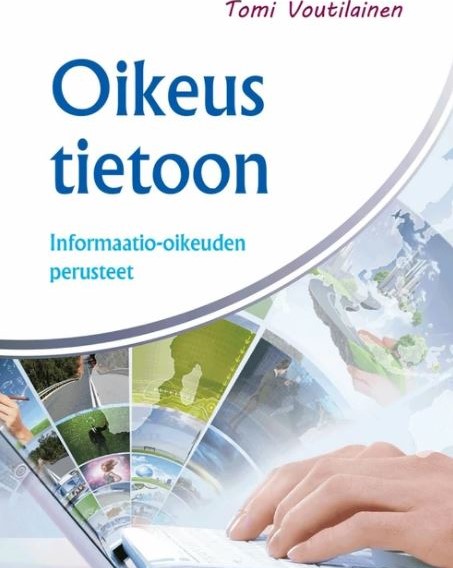 Tomi Voutilainen
Oikeus
tietoon
Informaatio-oikeuden
perusteet